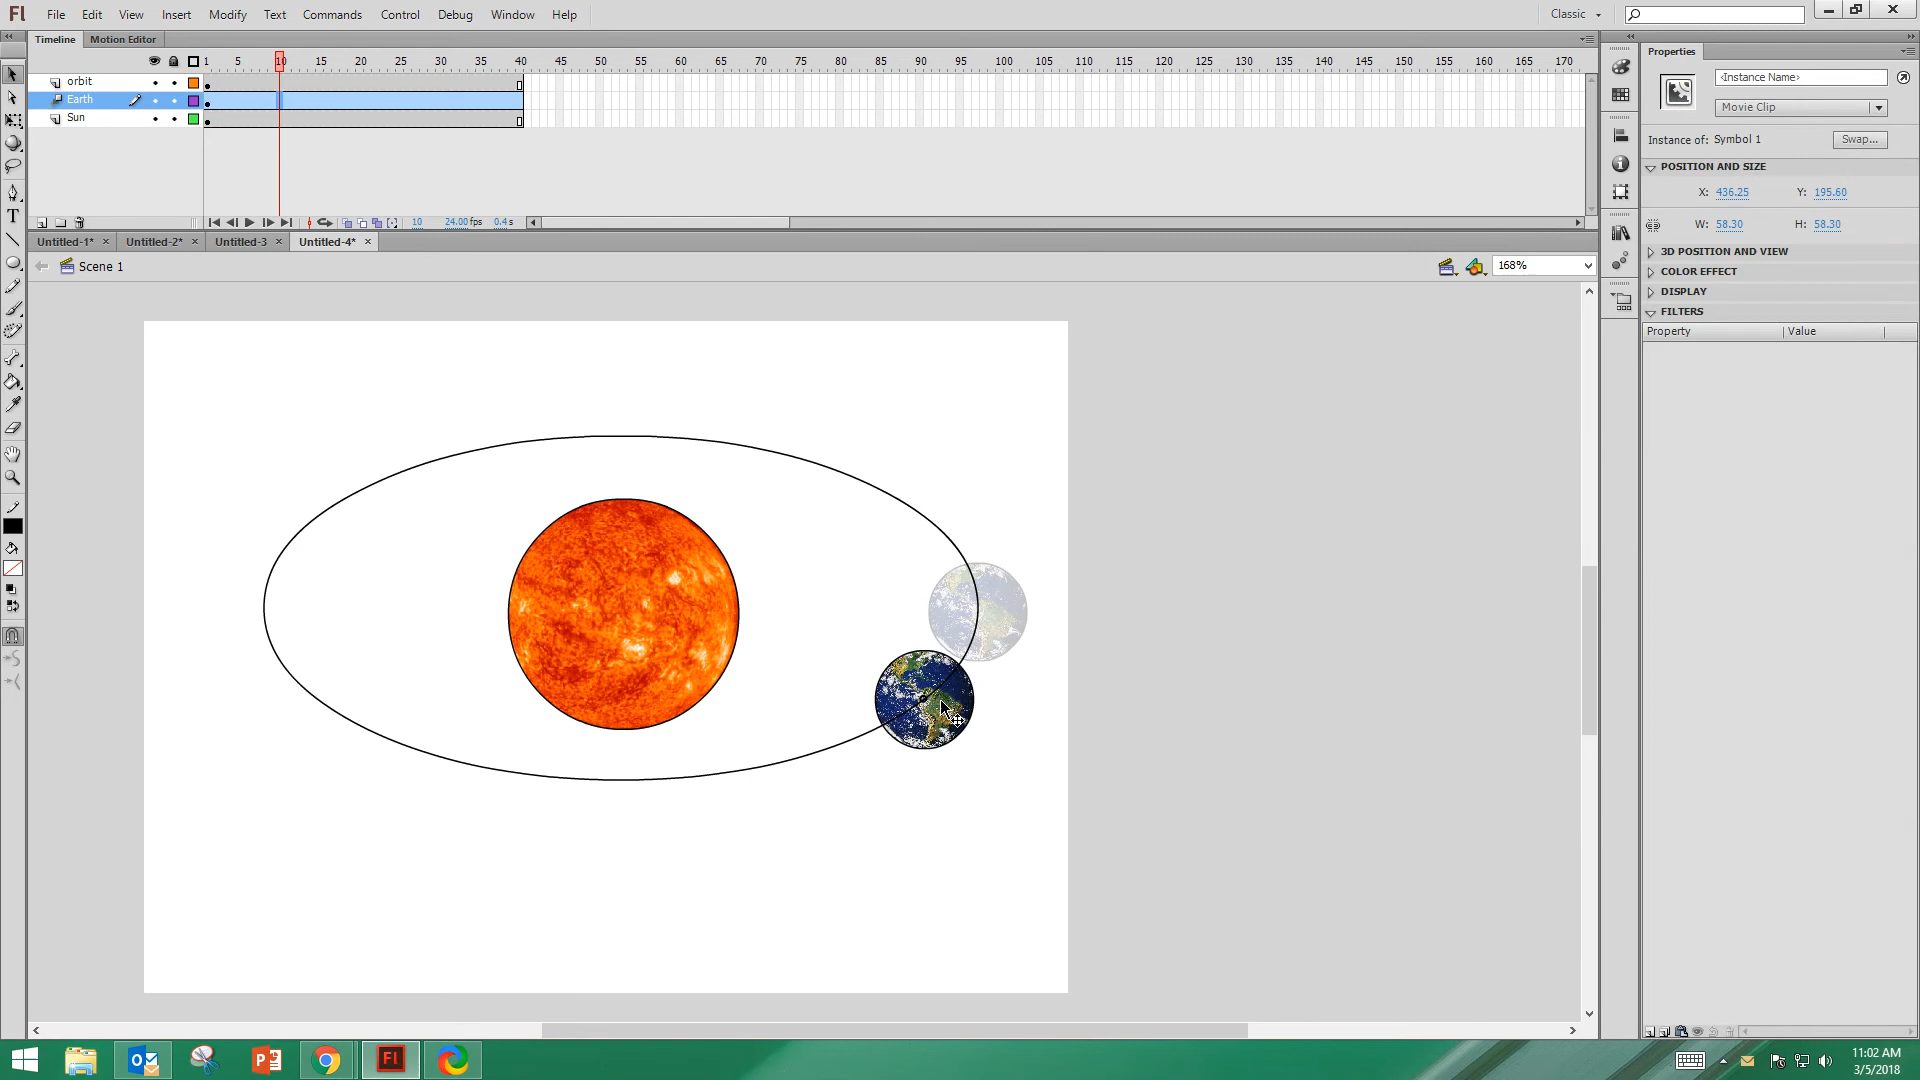 Fl File Edit View Insert Modify Text Commands Control Debug Window Help Classic
Timeline Motion Editor
1 5 10 15 20 25 30 35 40 45 50 55 60 65 70 75 80 85 90 95 100 105 110 115 120 125 130 135 140 145 150 155 160 165 170
orbit
Earth
Sun
10 24.00 fps 0.4 s
Untitled-1* Untitled-2* Untitled-3 Untitled-4*
Scene 1
168%
Properties
<Instance Name>
Movie Clip
Instance of: Symbol 1 Swap...
POSITION AND SIZE
X: 436.25 Y: 195.60
W: 58.30 H: 58.30
3D POSITION AND VIEW
COLOR EFFECT
DISPLAY
FILTERS
Property Value
T
Fl
11:02 AM
3/5/2018